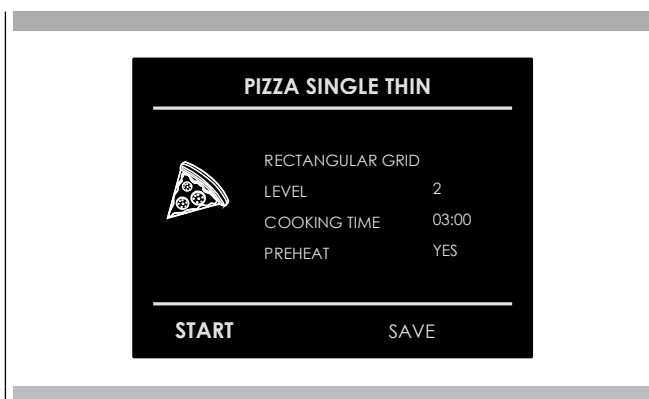 PIZZA SINGLE THIN
RECTANGULAR GRID
LEVEL 2
COOKING TIME 03:00
PREHEAT YES
START SAVE